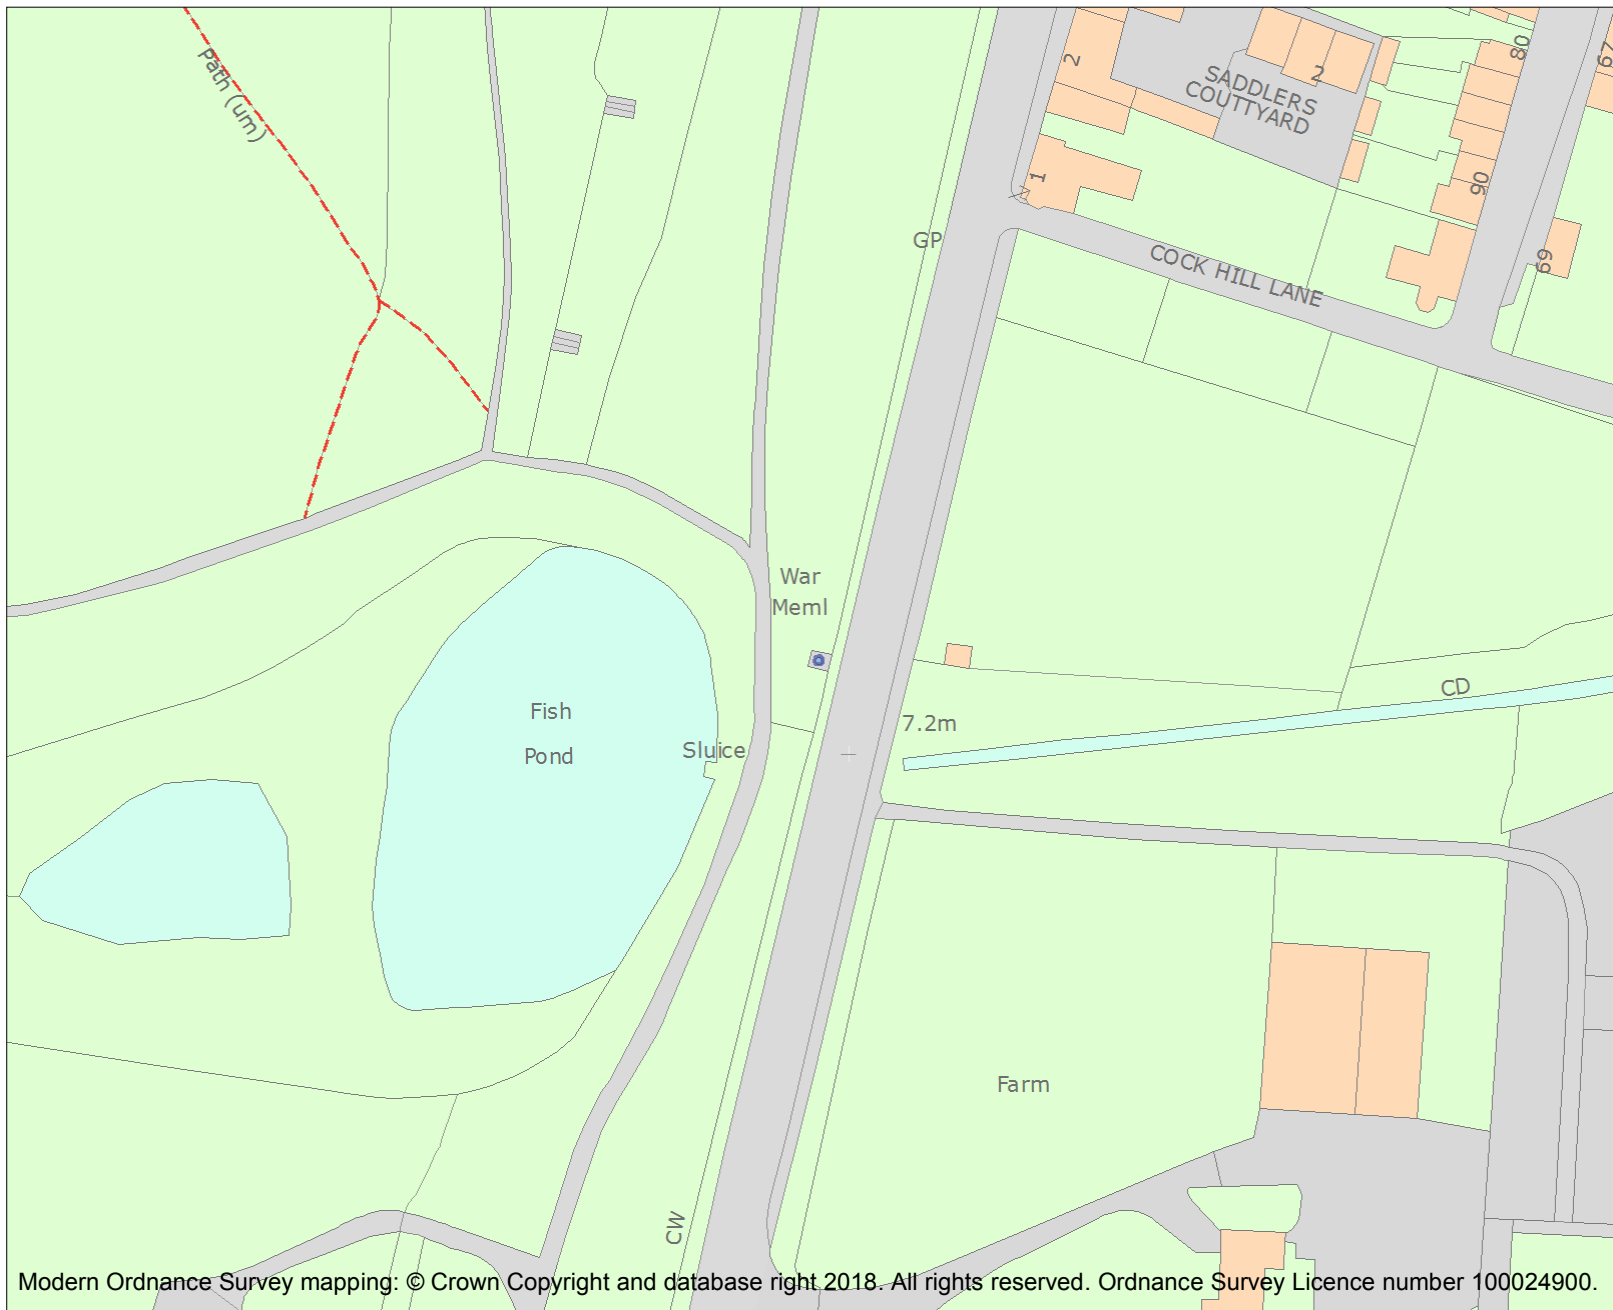 Path (um)
2
SADDLERS
COUTTYARD
2
80
67
1
90
GP
COCK HILL LANE
69
War
Meml
Fish
Pond
Sluice
7.2m
CD
Farm
CW
Modern Ordnance Survey mapping: © Crown Copyright and database right 2018. All rights reserved. Ordnance Survey Licence number 100024900.